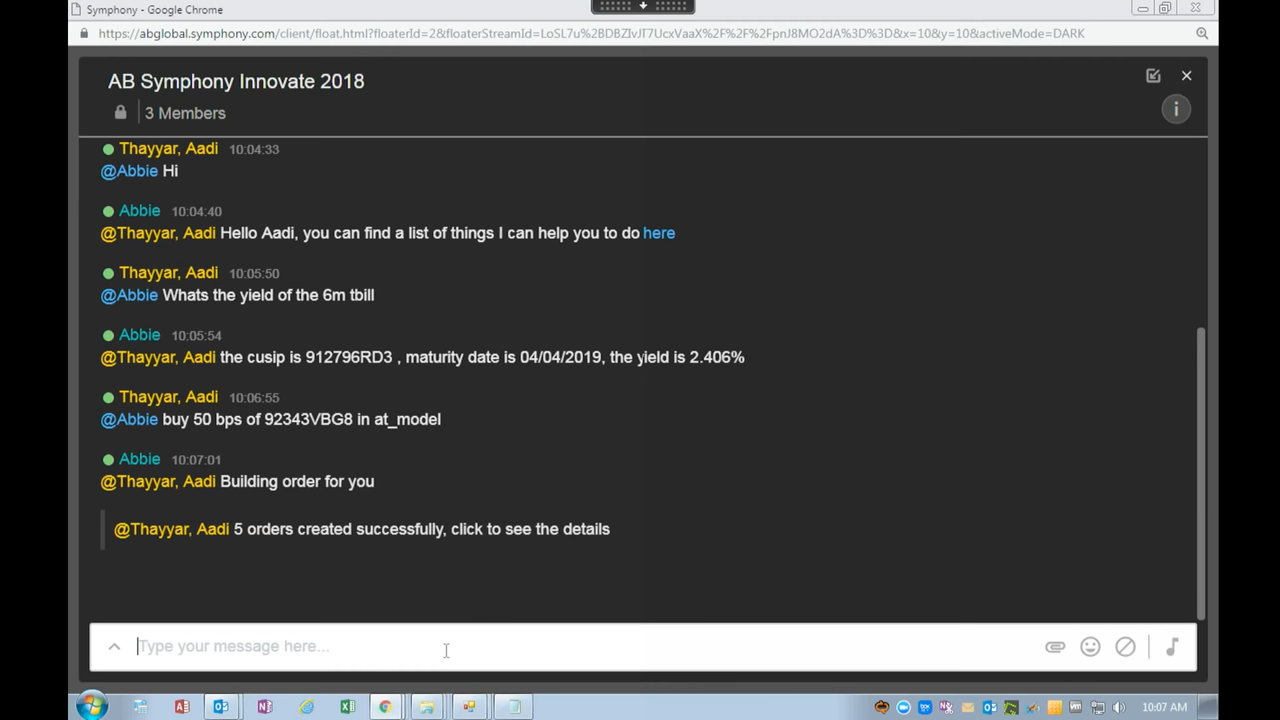 Symphony - Google Chrome
https://abglobal.symphony.com/client/float.html?floaterId=2&floaterStreamId=LoSL7u%2BDBZIvJT7UcxVaaX%2F%2F%2FpnJ8MO2dA%3D%3D&x=10&y=10&activeMode=DARK
AB Symphony Innovate 2018
3 Members
Thayyar, Aadi 10:04:33
@Abbie Hi
Abbie 10:04:40
@Thayyar, Aadi Hello Aadi, you can find a list of things I can help you to do here
Thayyar, Aadi 10:05:50
@Abbie Whats the yield of the 6m tbill
Abbie 10:05:54
@Thayyar, Aadi the cusip is 912796RD3 , maturity date is 04/04/2019, the yield is 2.406%
Thayyar, Aadi 10:06:55
@Abbie buy 50 bps of 92343VBG8 in at_model
Abbie 10:07:01
@Thayyar, Aadi Building order for you
@Thayyar, Aadi 5 orders created successfully, click to see the details
Type your message here...
10:07 AM